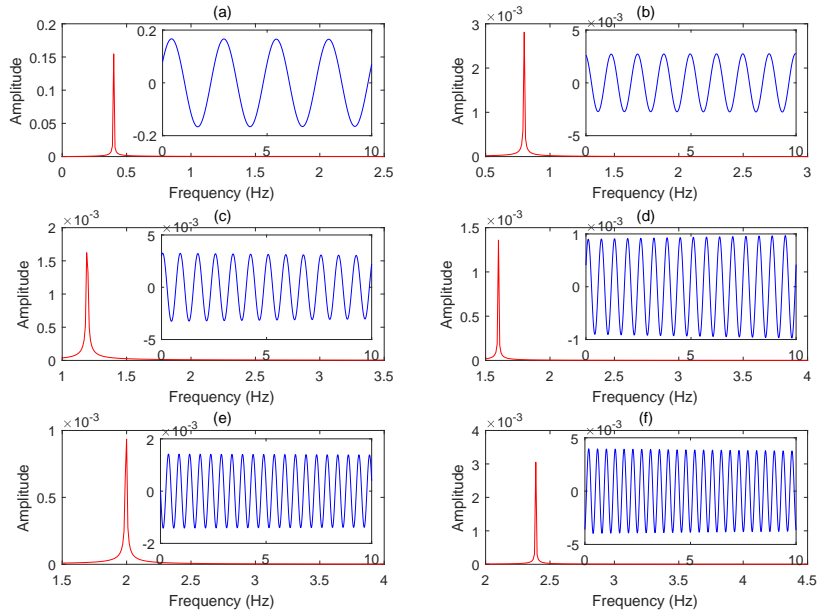 (a)
0.2
0.15
0.1
0.05
0
Amplitude
0.2
0
-0.2
0 5 10
0 0.5 1 1.5 2 2.5
Frequency (Hz)
(b)
×10^-3
3
2
1
0
Amplitude
5 ×10^-3
0
-5
0 5 10
0.5 1 1.5 2 2.5 3
Frequency (Hz)
(c)
×10^-3
2
1.5
1
0.5
0
Amplitude
5 ×10^-3
0
-5
0 5 10
1 1.5 2 2.5 3 3.5
Frequency (Hz)
(d)
×10^-3
1.5
1
0.5
0
Amplitude
1 ×10^-3
0
-1
0 5 10
1.5 2 2.5 3 3.5 4
Frequency (Hz)
(e)
×10^-3
1
0.5
0
Amplitude
2 ×10^-3
0
-2
0 5 10
1.5 2 2.5 3 3.5 4
Frequency (Hz)
(f)
×10^-3
4
3
2
1
0
Amplitude
5 ×10^-3
0
-5
0 5 10
2 2.5 3 3.5 4 4.5
Frequency (Hz)